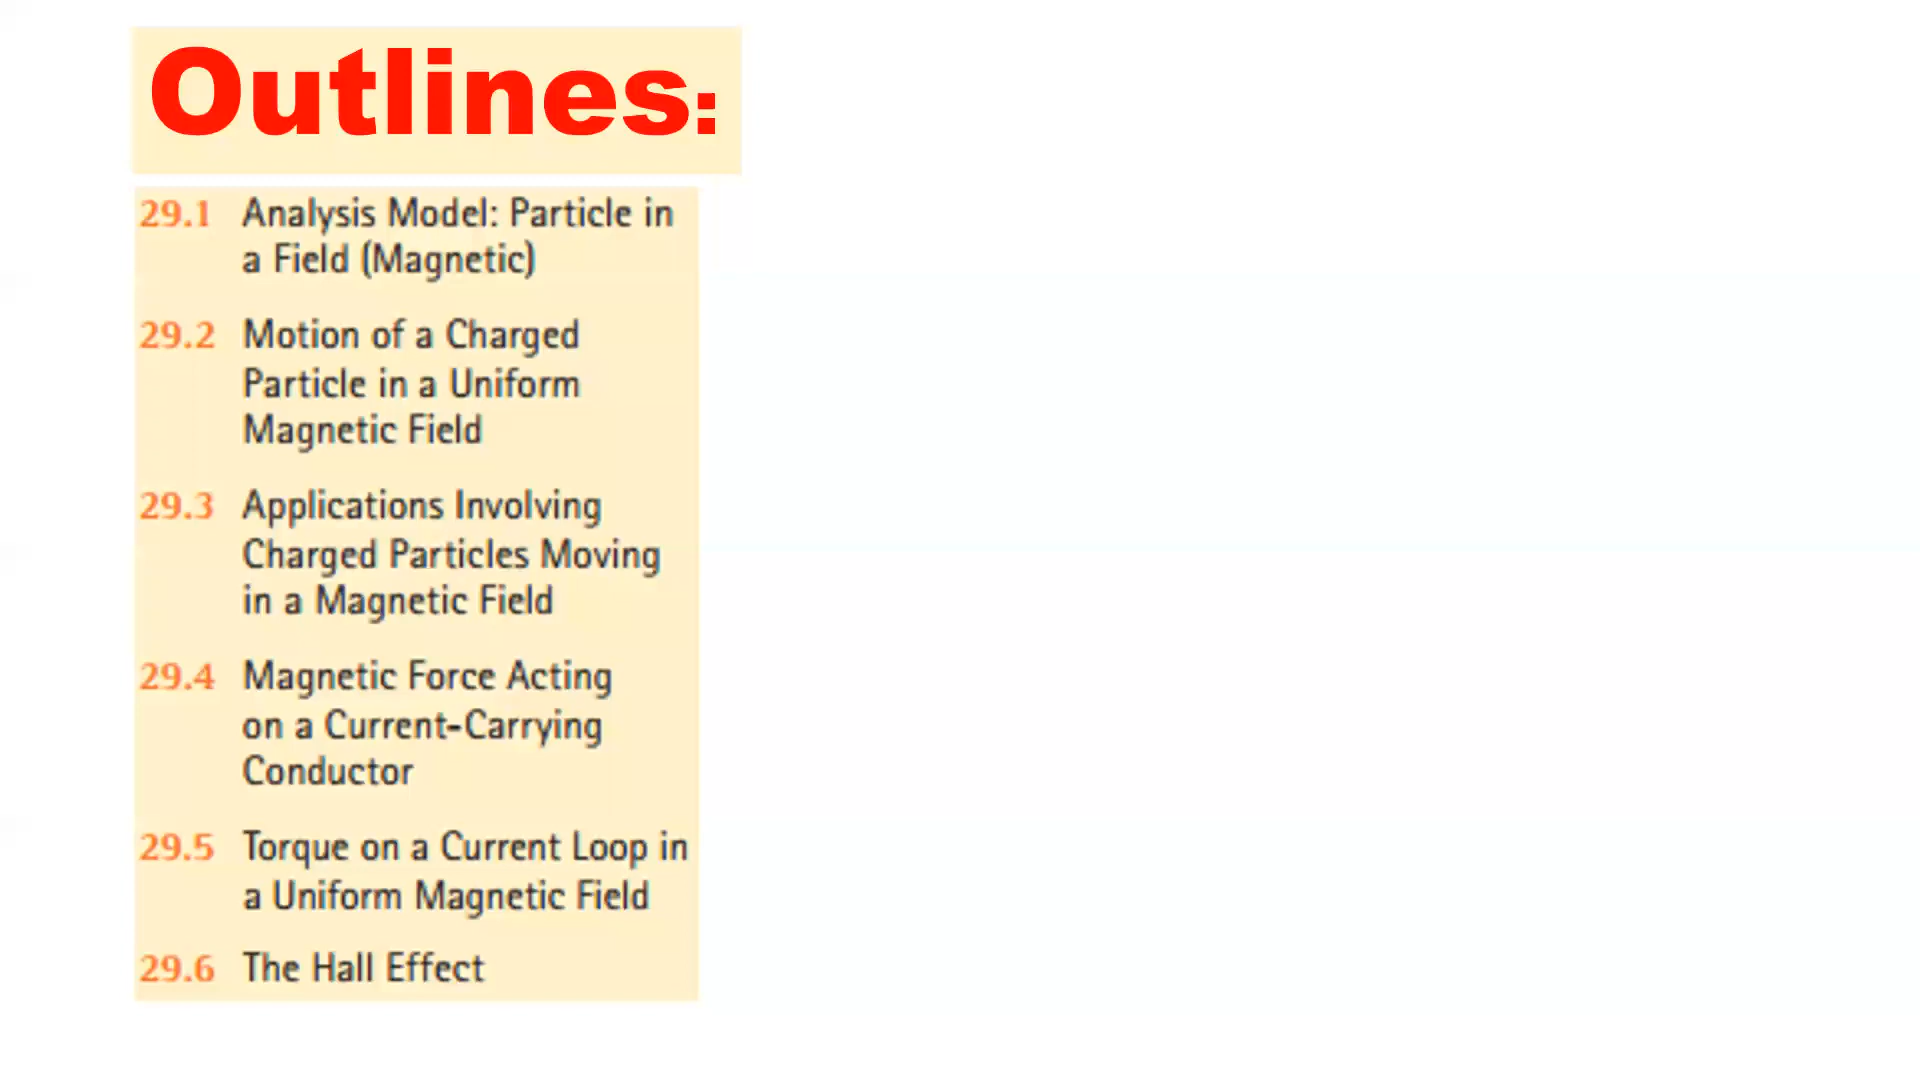 Outlines:
29.1 Analysis Model: Particle in
a Field (Magnetic)
29.2 Motion of a Charged
Particle in a Uniform
Magnetic Field
29.3 Applications Involving
Charged Particles Moving
in a Magnetic Field
29.4 Magnetic Force Acting
on a Current-Carrying
Conductor
29.5 Torque on a Current Loop in
a Uniform Magnetic Field
29.6 The Hall Effect